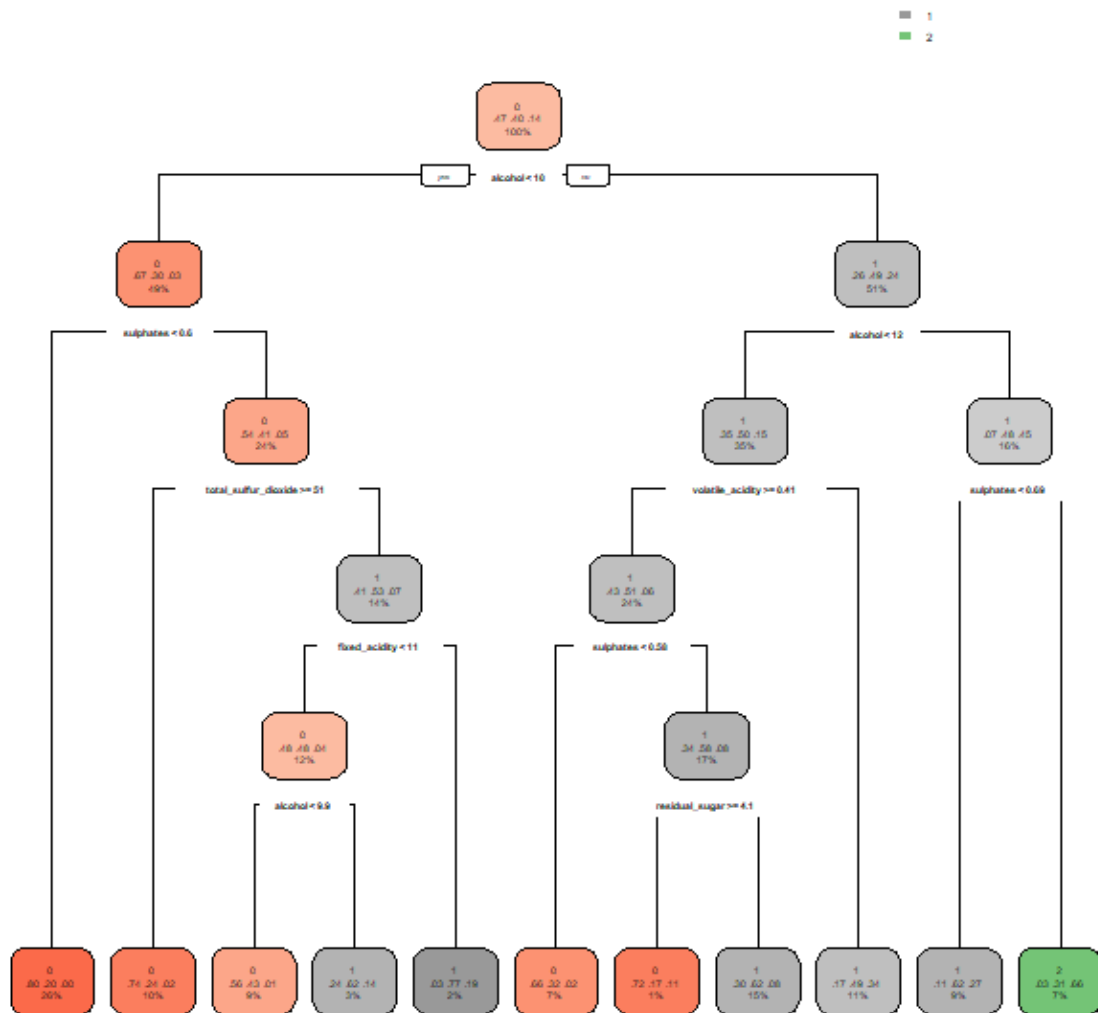 1
2
0
.47 .40 .14
100%
yes
alcohol < 10
no
0
.67 .30 .03
49%
1
.26 .49 .24
51%
sulphates < 0.6
alcohol < 12
0
.54 .41 .05
24%
1
.35 .50 .15
35%
1
.07 .48 .45
16%
total_sulfur_dioxide >= 51
volatile_acidity >= 0.41
sulphates < 0.69
1
.41 .53 .07
14%
1
.43 .51 .06
24%
fixed_acidity < 11
sulphates < 0.58
0
.48 .48 .04
12%
1
.34 .58 .08
17%
alcohol < 9.9
residual_sugar >= 4.1
0
.80 .20 .00
26%
0
.74 .24 .02
10%
0
.56 .43 .01
9%
1
.24 .62 .14
3%
1
.03 .77 .19
2%
0
.66 .32 .02
7%
0
.72 .17 .11
1%
1
.30 .62 .08
15%
1
.17 .49 .34
11%
1
.11 .62 .27
9%
2
.03 .31 .66
7%